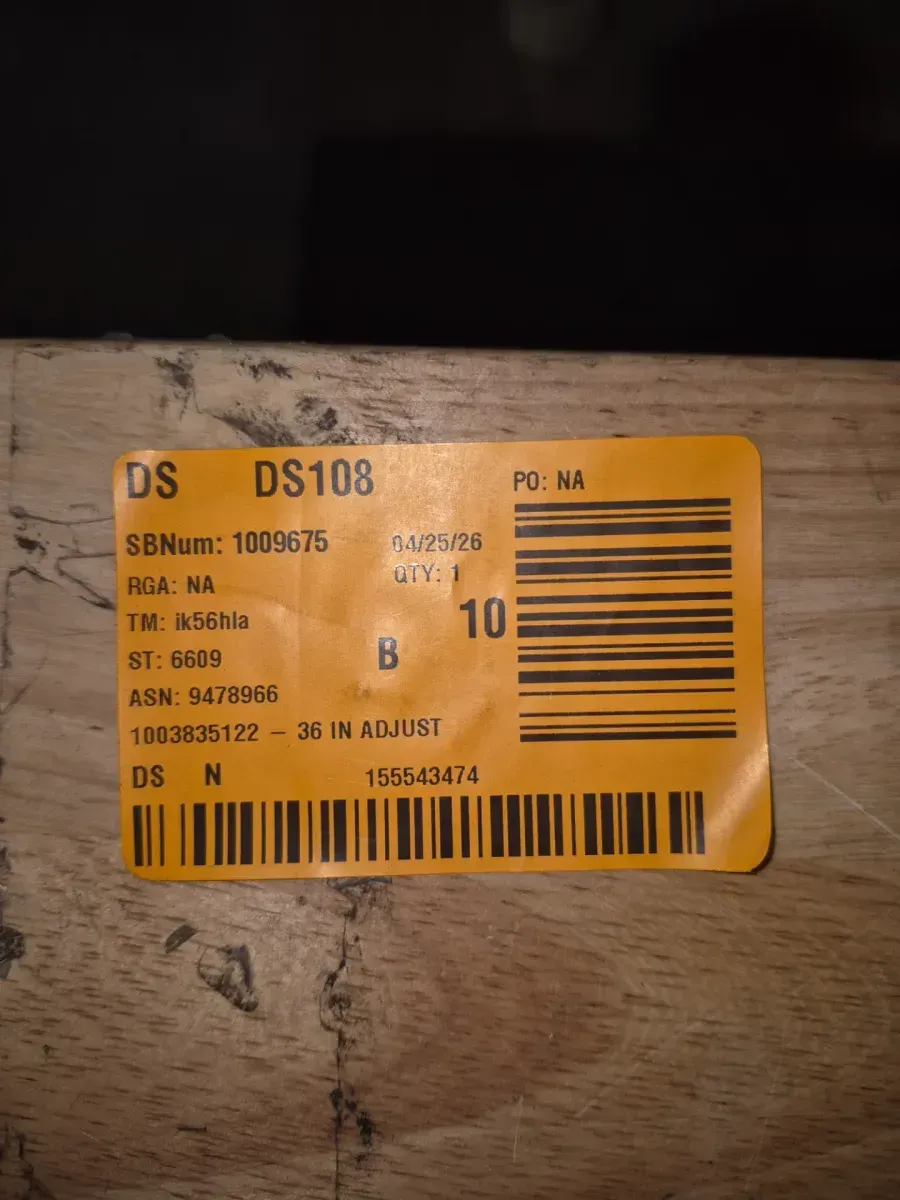 DS DS108 PO: NA
SBNum: 1009675 04/25/26
RGA: NA QTY: 1
TM: ik56hla 10
ST: 6609 B
ASN: 9478966
1003835122 – 36 IN ADJUST
DS N 155543474